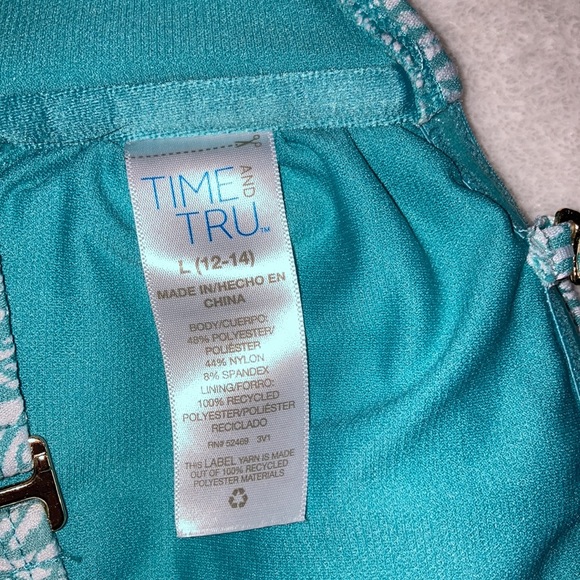 TIME AND
TRU™
L (12-14)
MADE IN/HECHO EN
CHINA
BODY/CUERPO:
48% POLYESTER/
POLIÉSTER
44% NYLON
8% SPANDEX
LINING/FORRO:
100% RECYCLED
POLYESTER/POLIÉSTER
RECICLADO
RN# 52469 3V1
THIS LABEL YARN IS MADE
OUT OF 100% RECYCLED
POLYESTER MATERIALS